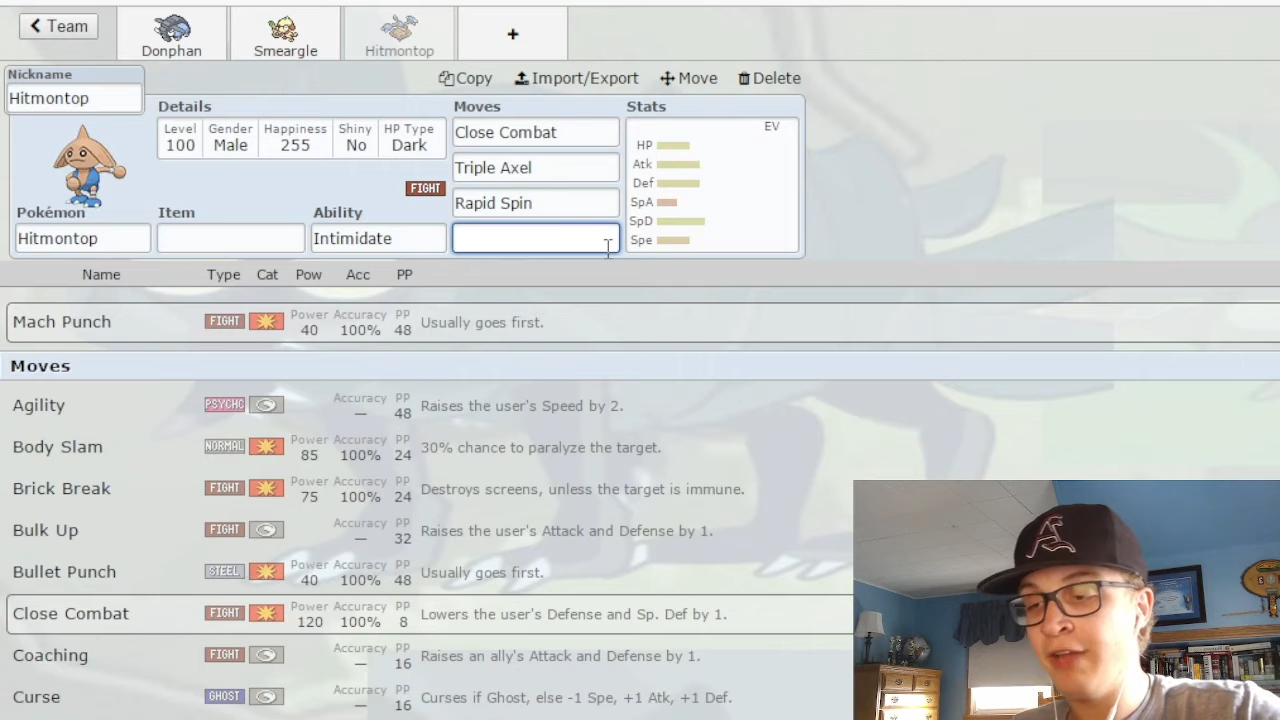 Team
Donphan
Smeargle
Hitmontop
+
Nickname
Hitmontop
Copy Import/Export Move Delete
Details
Level Gender Happiness Shiny HP Type
100 Male 255 No Dark
FIGHT
Pokémon Item Ability
Hitmontop Intimidate
Moves
Close Combat
Triple Axel
Rapid Spin
Stats
EV
HP
Atk
Def
SpA
SpD
Spe
Name Type Cat Pow Acc PP
Mach Punch FIGHT Power 40 Accuracy 100% PP 48 Usually goes first.
Moves
Agility PSYCHC Accuracy — PP 48 Raises the user's Speed by 2.
Body Slam NORMAL Power 85 Accuracy 100% PP 24 30% chance to paralyze the target.
Brick Break FIGHT Power 75 Accuracy 100% PP 24 Destroys screens, unless the target is immune.
Bulk Up FIGHT Accuracy — PP 32 Raises the user's Attack and Defense by 1.
Bullet Punch STEEL Power 40 Accuracy 100% PP 48 Usually goes first.
Close Combat FIGHT Power 120 Accuracy 100% PP 8 Lowers the user's Defense and Sp. Def by 1.
Coaching FIGHT Accuracy — PP 16 Raises an ally's Attack and Defense by 1.
Curse GHOST Accuracy — PP 16 Curses if Ghost, else -1 Spe, +1 Atk, +1 Def.
A